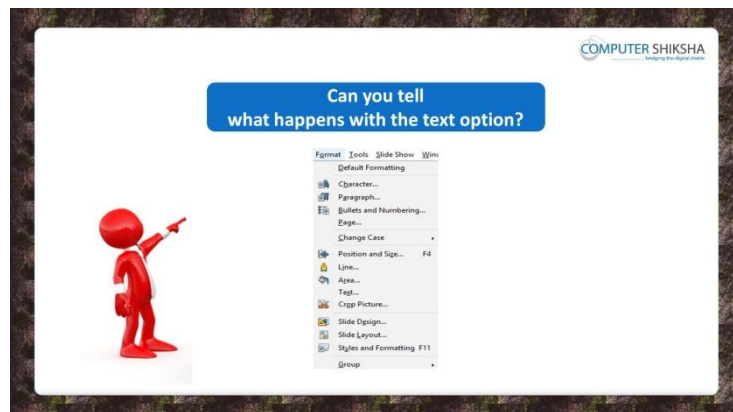 COMPUTER SHIKSHA
bridging the digital divide
Can you tell
what happens with the text option?
Format Tools Slide Show
Default Formatting
Character...
Paragraph...
Bullets and Numbering...
Page...
Change Case
Position and Size... F4
Line...
Area...
Text...
Crop Picture...
Slide Design...
Slide Layout...
Styles and Formatting F11
Group